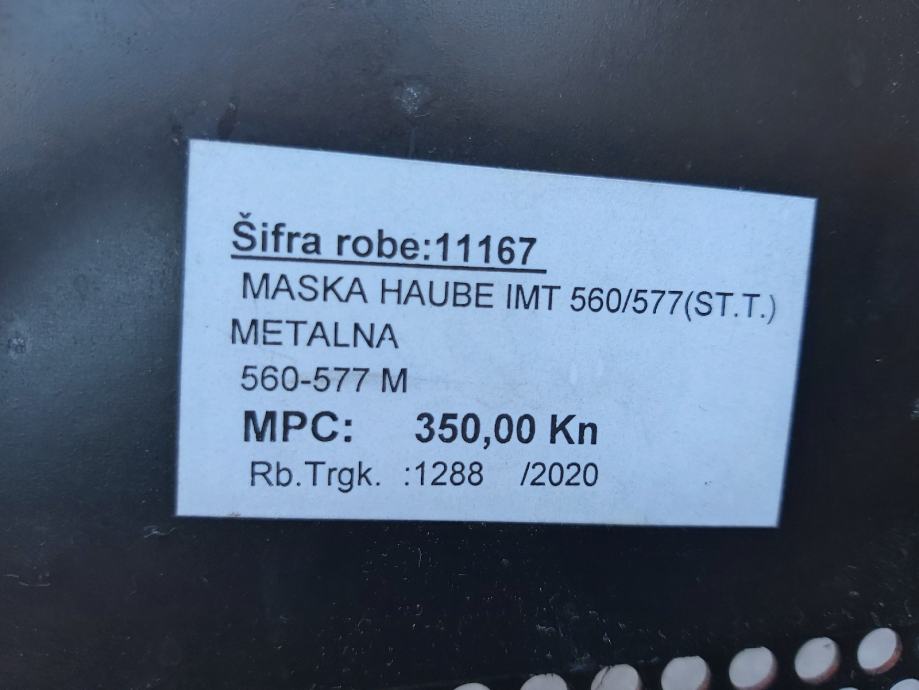 Šifra robe:11167
MASKA HAUBE IMT 560/577(ST.T.)
METALNA
560-577 M
MPC: 350,00 Kn
Rb.Trgk. :1288 /2020